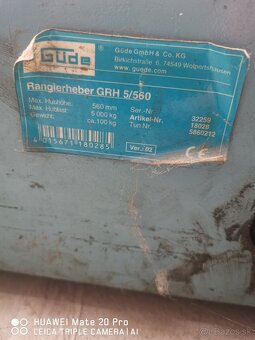 Güde
Güde GmbH & Co. KG
Birkichstraße 6, 74549 Wolpertshausen
www.guede.com
Rangierheber GRH 5/560
Max. Hubhöhe: 560 mm
Max. Hublast: 5 000 kg
Gewicht: ca.100 kg
Ser.-Nr. 32259
Artikel-Nr. 18028
Tun Nr. 5860212
4 015671 180285
Ver.: 02
CE
HUAWEI Mate 20 Pro
LEICA TRIPLE CAMERA | AI